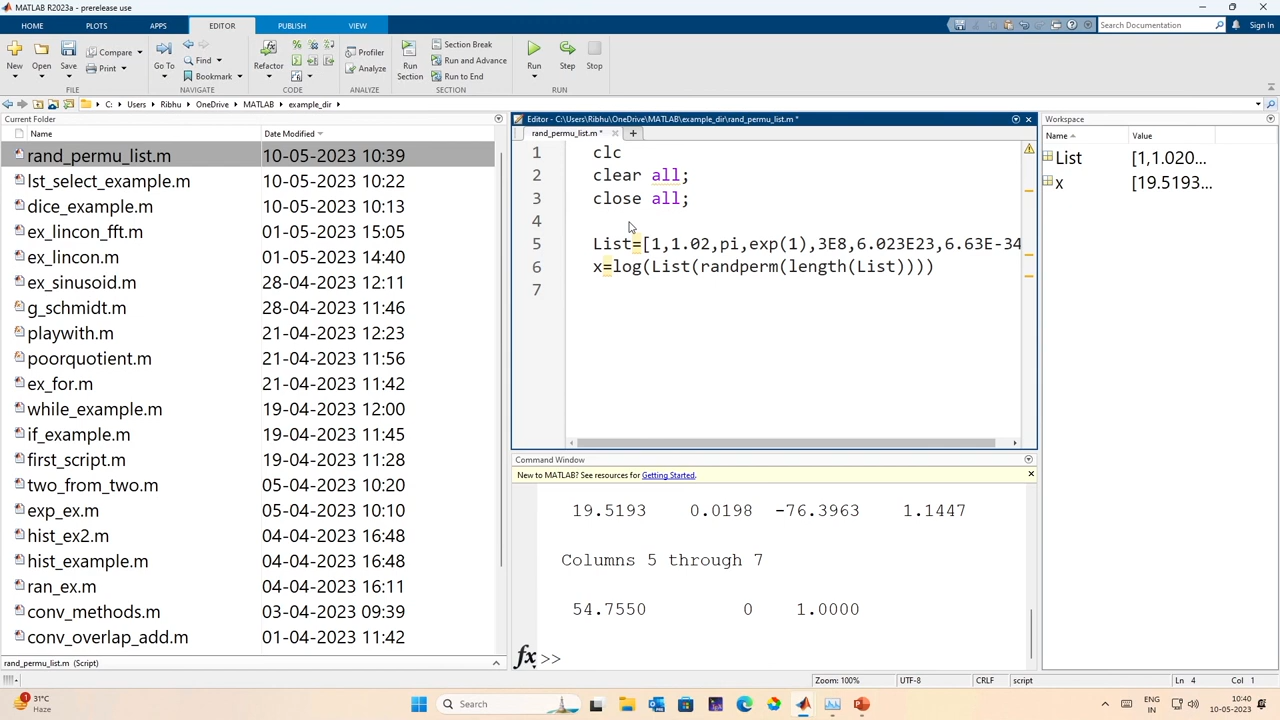 MATLAB R2023a - prerelease use
HOME PLOTS APPS EDITOR PUBLISH VIEW Search Documentation Sign In
New Open Save Compare Print Go To Find Bookmark Refactor Profiler Analyze Run Section Section Break Run and Advance Run to End Run Step Stop
FILE NAVIGATE CODE ANALYZE SECTION RUN
C: Users Ribhu OneDrive MATLAB example_dir
Current Folder
Name Date Modified
rand_permu_list.m 10-05-2023 10:39
lst_select_example.m 10-05-2023 10:22
dice_example.m 10-05-2023 10:13
ex_lincon_fft.m 01-05-2023 15:05
ex_lincon.m 01-05-2023 14:40
ex_sinusoid.m 28-04-2023 12:11
g_schmidt.m 28-04-2023 11:46
playwith.m 21-04-2023 12:23
poorquotient.m 21-04-2023 11:56
ex_for.m 21-04-2023 11:42
while_example.m 19-04-2023 12:00
if_example.m 19-04-2023 11:45
first_script.m 19-04-2023 11:28
two_from_two.m 05-04-2023 10:20
exp_ex.m 05-04-2023 10:10
hist_ex2.m 04-04-2023 16:48
hist_example.m 04-04-2023 16:48
ran_ex.m 04-04-2023 16:11
conv_methods.m 03-04-2023 09:39
conv_overlap_add.m 01-04-2023 11:42
rand_permu_list.m (Script)
Editor - C:\Users\Ribhu\OneDrive\MATLAB\example_dir\rand_permu_list.m *
rand_permu_list.m *
1 clc
2 clear all;
3 close all;
4
5 List=[1,1.02,pi,exp(1),3E8,6.023E23,6.63E-34
6 x=log(List(randperm(length(List))))
7
Command Window
New to MATLAB? See resources for Getting Started.
19.5193 0.0198 -76.3963 1.1447
Columns 5 through 7
54.7550 0 1.0000
fx >>
Workspace
Name Value
List [1,1.020...
x [19.5193...
Zoom: 100% UTF-8 CRLF script Ln 4 Col 1
31°C
Haze
Search
ENG
IN
10:40
10-05-2023